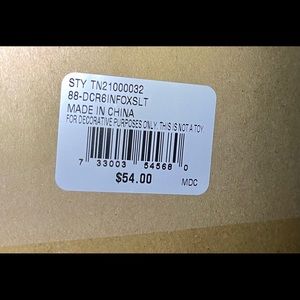 STY TN21000032
88-DCR6INFOXSLT
MADE IN CHINA
FOR DECORATIVE PURPOSES ONLY. THIS IS NOT A TOY
7 33003 54568 0
$54.00
MDC